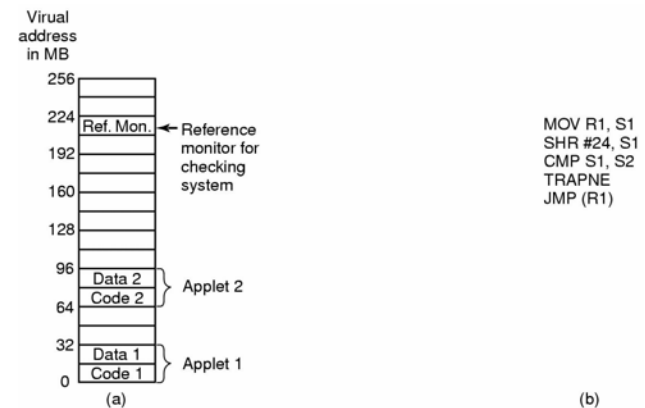 Virual
address
in MB
256
224
Ref. Mon.
Reference
monitor for
checking
system
192
160
128
96
Data 2
Code 2
Applet 2
64
32
Data 1
Code 1
Applet 1
0
(a)
MOV R1, S1
SHR #24, S1
CMP S1, S2
TRAPNE
JMP (R1)
(b)